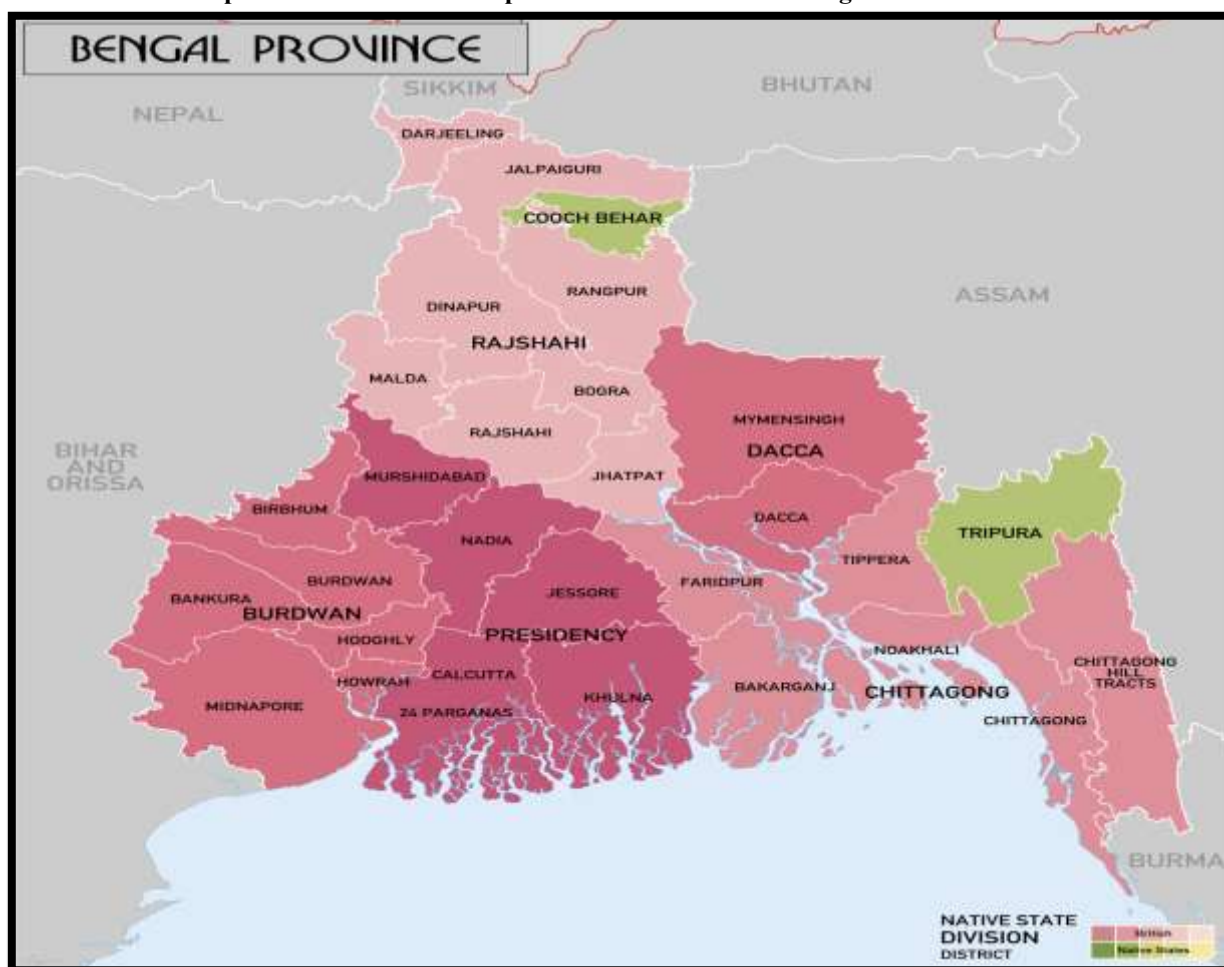 BENGAL PROVINCE
SIKKIM
BHUTAN
NEPAL
DARJEELING
JALPAIGURI
COOCH BEHAR
ASSAM
RANGPUR
DINAPUR
RAJSHAHI
MALDA
BOGRA
MYMENSINGH
RAJSHAHI
DACCA
BIHAR
AND
ORISSA
MURSHIDABAD
JHATPAT
BIRBHUM
DACCA
TRIPURA
NADIA
TIPPERA
BURDWAN
FARIDPUR
BANKURA
JESSORE
BURDWAN
PRESIDENCY
HODGHLY
NOAKHALI
CHITTAGONG
HILL
TRACTS
CALCUTTA
HOWRAH
BAKARGANJ
CHITTAGONG
KHULNA
MIDNAPORE
24 PARGANAS
CHITTAGONG
BURMA
NATIVE STATE
DIVISION
DISTRICT
British
Native States